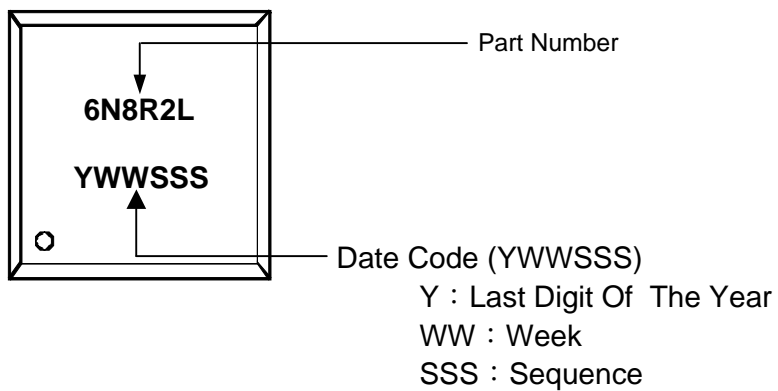 Part Number
6N8R2L
YWWSSS
Date Code (YWWSSS)
Y：Last Digit Of The Year
WW：Week
SSS：Sequence